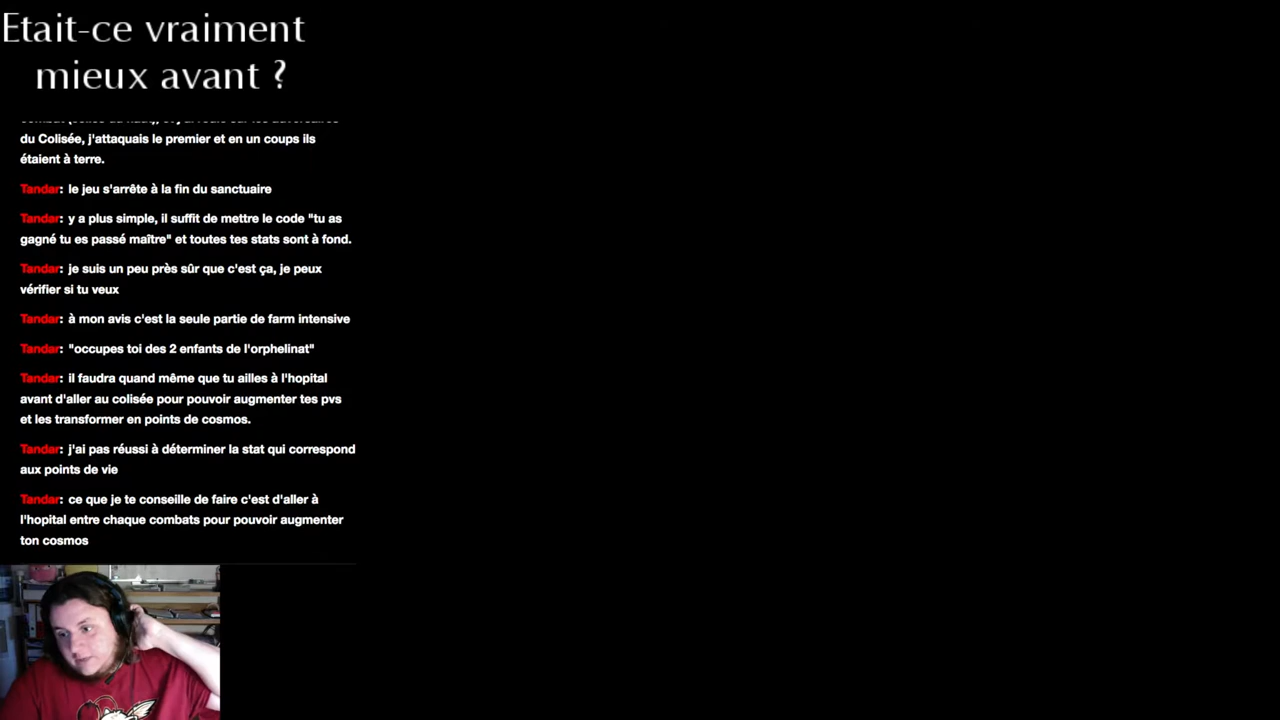 Etait-ce vraiment
mieux avant ?
du Colisée, j'attaquais le premier et en un coups ils
étaient à terre.
Tandar: le jeu s'arrête à la fin du sanctuaire
Tandar: y a plus simple, il suffit de mettre le code "tu as
gagné tu es passé maître" et toutes tes stats sont à fond.
Tandar: je suis un peu près sûr que c'est ça, je peux
vérifier si tu veux
Tandar: à mon avis c'est la seule partie de farm intensive
Tandar: "occupes toi des 2 enfants de l'orphelinat"
Tandar: il faudra quand même que tu ailles à l'hopital
avant d'aller au colisée pour pouvoir augmenter tes pvs
et les transformer en points de cosmos.
Tandar: j'ai pas réussi à déterminer la stat qui correspond
aux points de vie
Tandar: ce que je te conseille de faire c'est d'aller à
l'hopital entre chaque combats pour pouvoir augmenter
ton cosmos